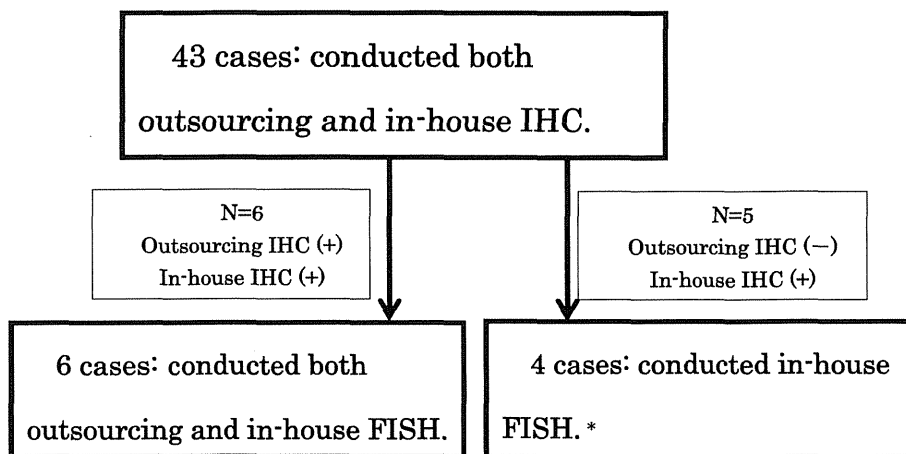 43 cases: conducted both
outsourcing and in-house IHC.
N=6
Outsourcing IHC (+)
In-house IHC (+)
N=5
Outsourcing IHC (−)
In-house IHC (+)
6 cases: conducted both
outsourcing and in-house FISH.
4 cases: conducted in-house
FISH. *